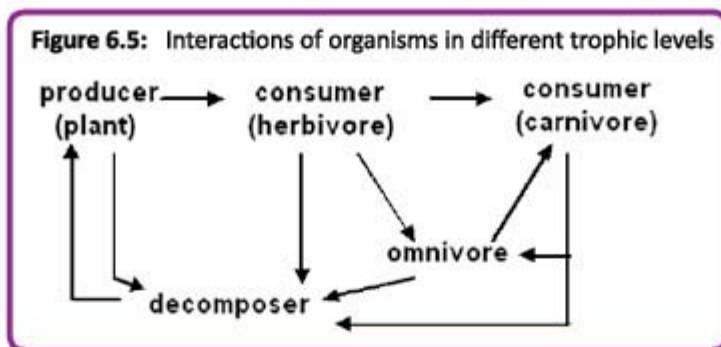 Figure 6.5: Interactions of organisms in different trophic levels
producer consumer consumer
(plant) (herbivore) (carnivore)
omnivore
decomposer